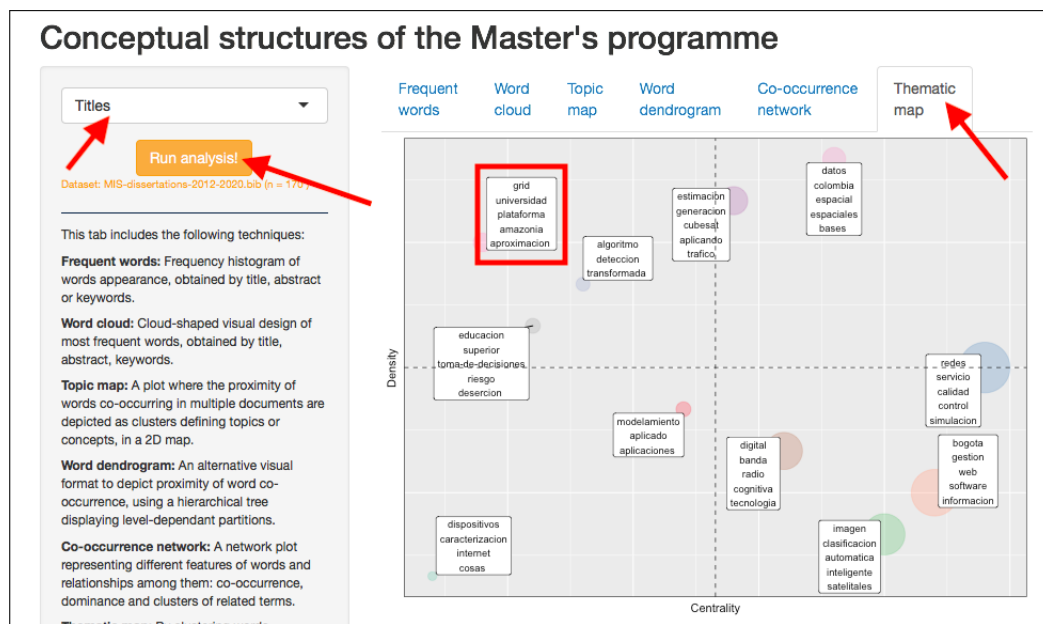 Conceptual structures of the Master's programme
Titles
Run analysis!
Dataset: MIS-dissertations-2012-2020.bib (n = 170 )
This tab includes the following techniques:
Frequent words: Frequency histogram of
words appearance, obtained by title, abstract
or keywords.
Word cloud: Cloud-shaped visual design of
most frequent words, obtained by title,
abstract, keywords.
Topic map: A plot where the proximity of
words co-occurring in multiple documents are
depicted as clusters defining topics or
concepts, in a 2D map.
Word dendrogram: An alternative visual
format to depict proximity of word co-
occurrence, using a hierarchical tree
displaying level-dependant partitions.
Co-occurrence network: A network plot
representing different features of words and
relationships among them: co-occurrence,
dominance and clusters of related terms.
Frequent
words
Word
cloud
Topic
map
Word
dendrogram
Co-occurrence
network
Thematic
map
grid
universidad
plataforma
amazonia
aproximacion
algoritmo
deteccion
transformada
estimacion
generacion
cubesat
aplicando
trafico
datos
colombia
espacial
espaciales
bases
educacion
superior
toma-de-decisiones
riesgo
desercion
Density
redes
servicio
calidad
control
simulacion
modelamiento
aplicado
aplicaciones
digital
banda
radio
cognitiva
tecnologia
bogota
gestion
web
software
informacion
dispositivos
caracterizacion
internet
cosas
imagen
clasificacion
automatica
inteligente
satelitales
Centrality